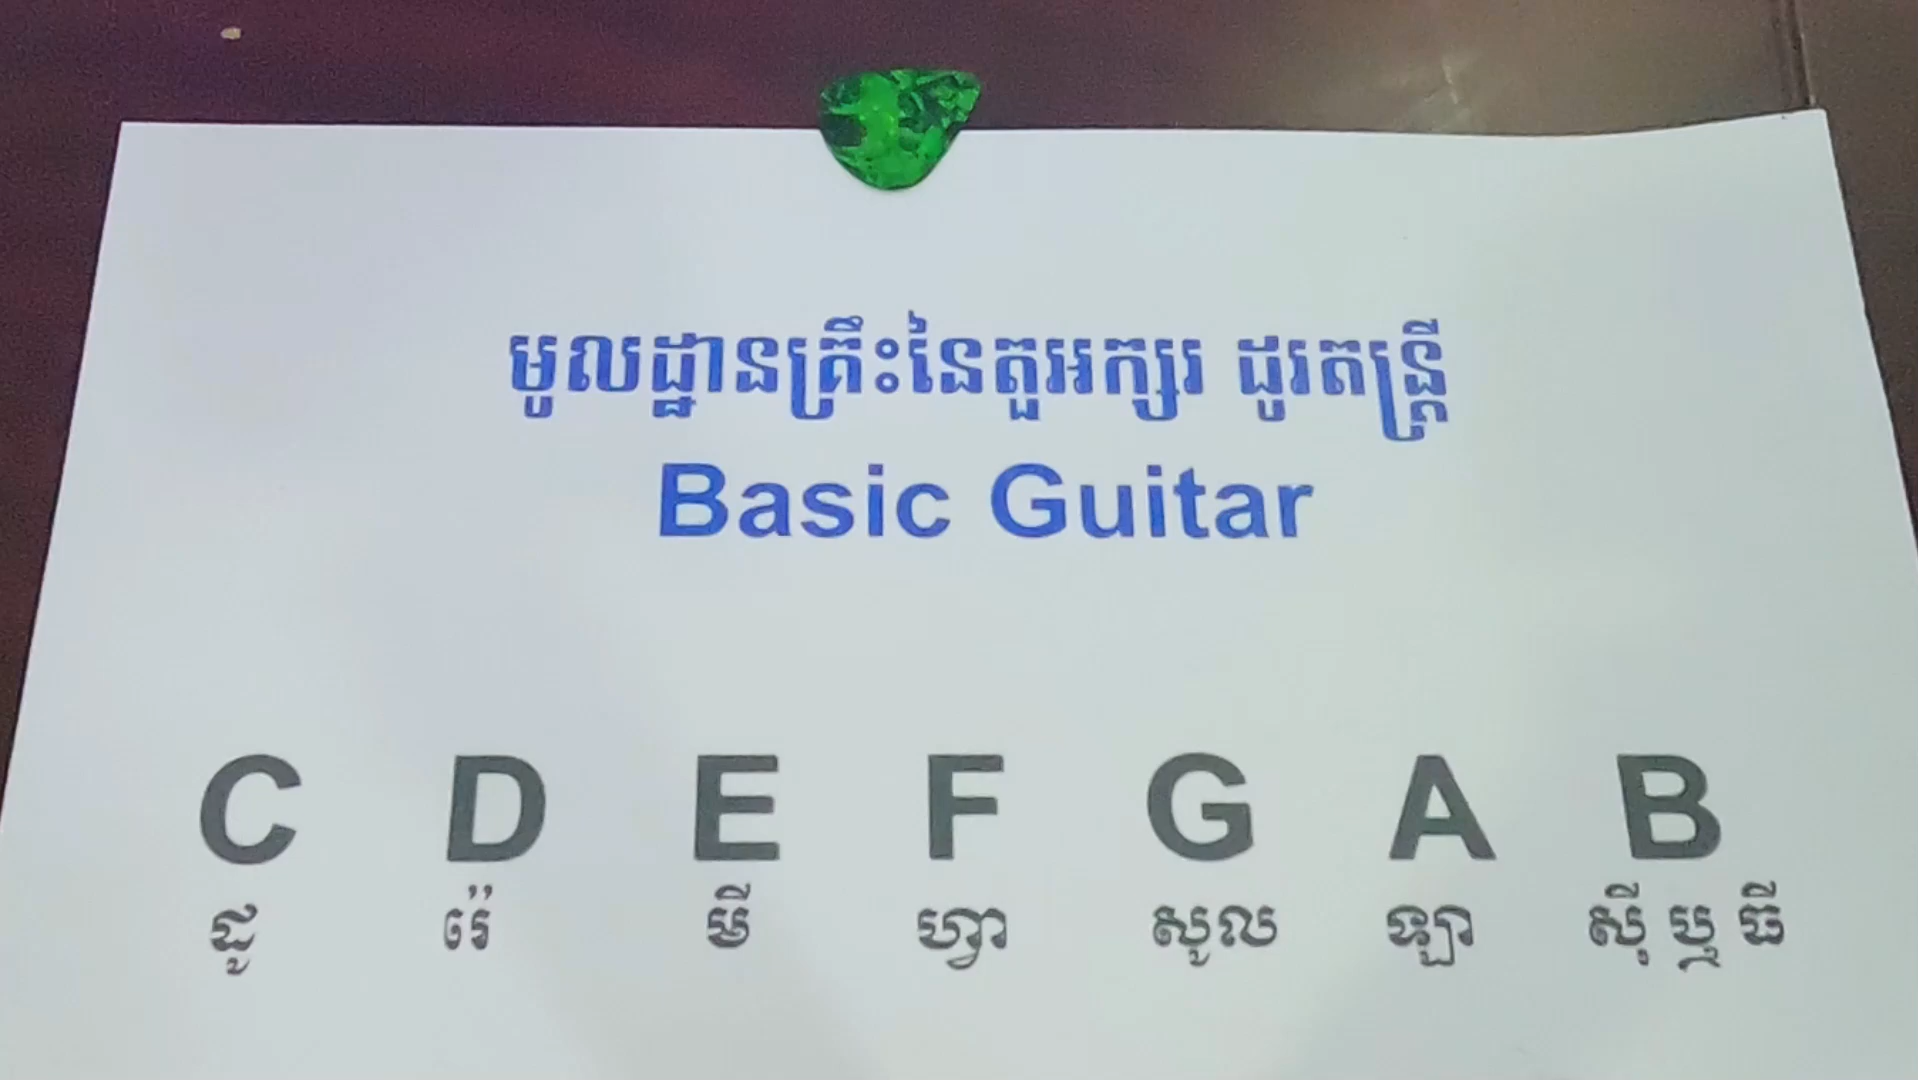 មូលដ្ឋានគ្រឹះនៃតួអក្សរ ដូរតន្ត្រី
Basic Guitar
C D E F G A B
ដូ រ៉េ មី ហ្វា សូល ឡា ស៊ី ឬ ធី